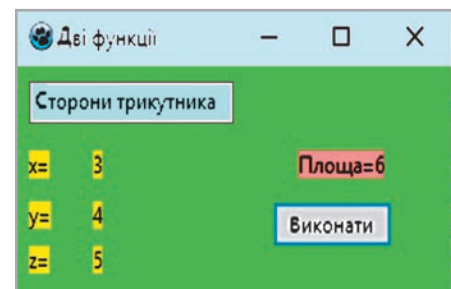 Дві функції
Сторони трикутника
x= 3
Площа=6
y= 4
Виконати
z= 5